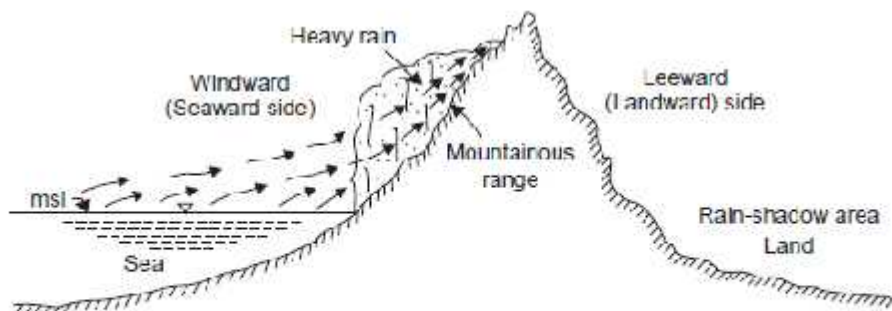 Heavy rain
Windward
(Seaward side)
Leeward
(Landward) side
Mountainous
range
msl
Sea
Rain-shadow area
Land